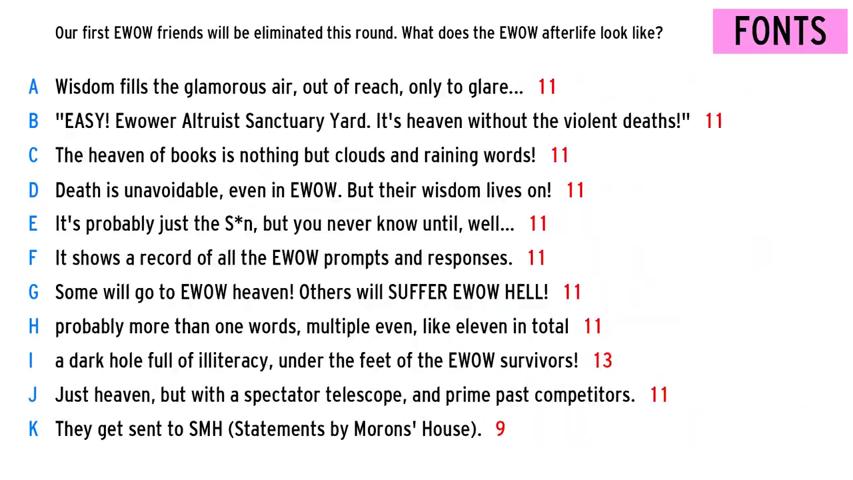 Our first EWOW friends will be eliminated this round. What does the EWOW afterlife look like?
FONTS
A Wisdom fills the glamorous air, out of reach, only to glare... 11
B "EASY! Ewower Altruist Sanctuary Yard. It's heaven without the violent deaths!" 11
C The heaven of books is nothing but clouds and raining words! 11
D Death is unavoidable, even in EWOW. But their wisdom lives on! 11
E It's probably just the S*n, but you never know until, well... 11
F It shows a record of all the EWOW prompts and responses. 11
G Some will go to EWOW heaven! Others will SUFFER EWOW HELL! 11
H probably more than one words, multiple even, like eleven in total 11
I a dark hole full of illiteracy, under the feet of the EWOW survivors! 13
J Just heaven, but with a spectator telescope, and prime past competitors. 11
K They get sent to SMH (Statements by Morons' House). 9